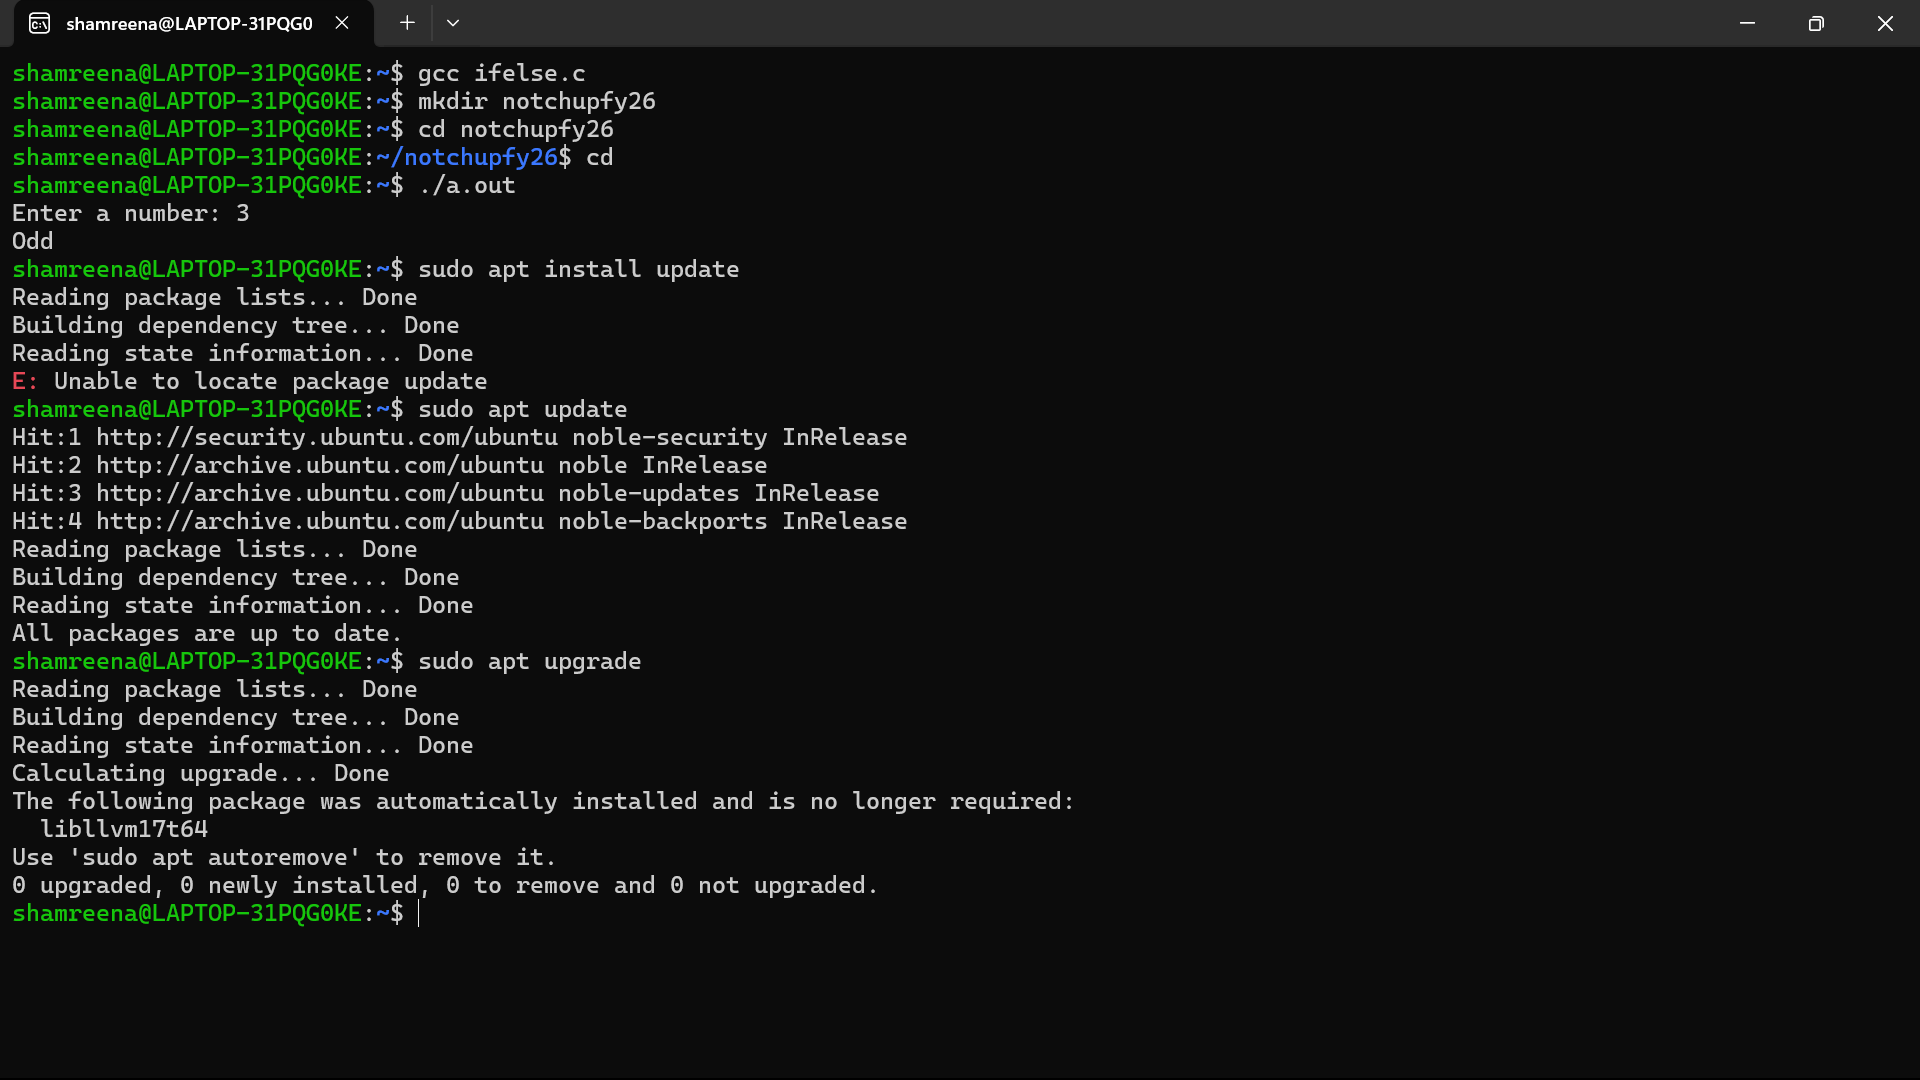 shamreena@LAPTOP-31PQG0
shamreena@LAPTOP-31PQG0KE:~$ gcc ifelse.c
shamreena@LAPTOP-31PQG0KE:~$ mkdir notchupfy26
shamreena@LAPTOP-31PQG0KE:~$ cd notchupfy26
shamreena@LAPTOP-31PQG0KE:~/notchupfy26$ cd
shamreena@LAPTOP-31PQG0KE:~$ ./a.out
Enter a number: 3
Odd
shamreena@LAPTOP-31PQG0KE:~$ sudo apt install update
Reading package lists... Done
Building dependency tree... Done
Reading state information... Done
E: Unable to locate package update
shamreena@LAPTOP-31PQG0KE:~$ sudo apt update
Hit:1 http://security.ubuntu.com/ubuntu noble-security InRelease
Hit:2 http://archive.ubuntu.com/ubuntu noble InRelease
Hit:3 http://archive.ubuntu.com/ubuntu noble-updates InRelease
Hit:4 http://archive.ubuntu.com/ubuntu noble-backports InRelease
Reading package lists... Done
Building dependency tree... Done
Reading state information... Done
All packages are up to date.
shamreena@LAPTOP-31PQG0KE:~$ sudo apt upgrade
Reading package lists... Done
Building dependency tree... Done
Reading state information... Done
Calculating upgrade... Done
The following package was automatically installed and is no longer required:
  libllvm17t64
Use 'sudo apt autoremove' to remove it.
0 upgraded, 0 newly installed, 0 to remove and 0 not upgraded.
shamreena@LAPTOP-31PQG0KE:~$